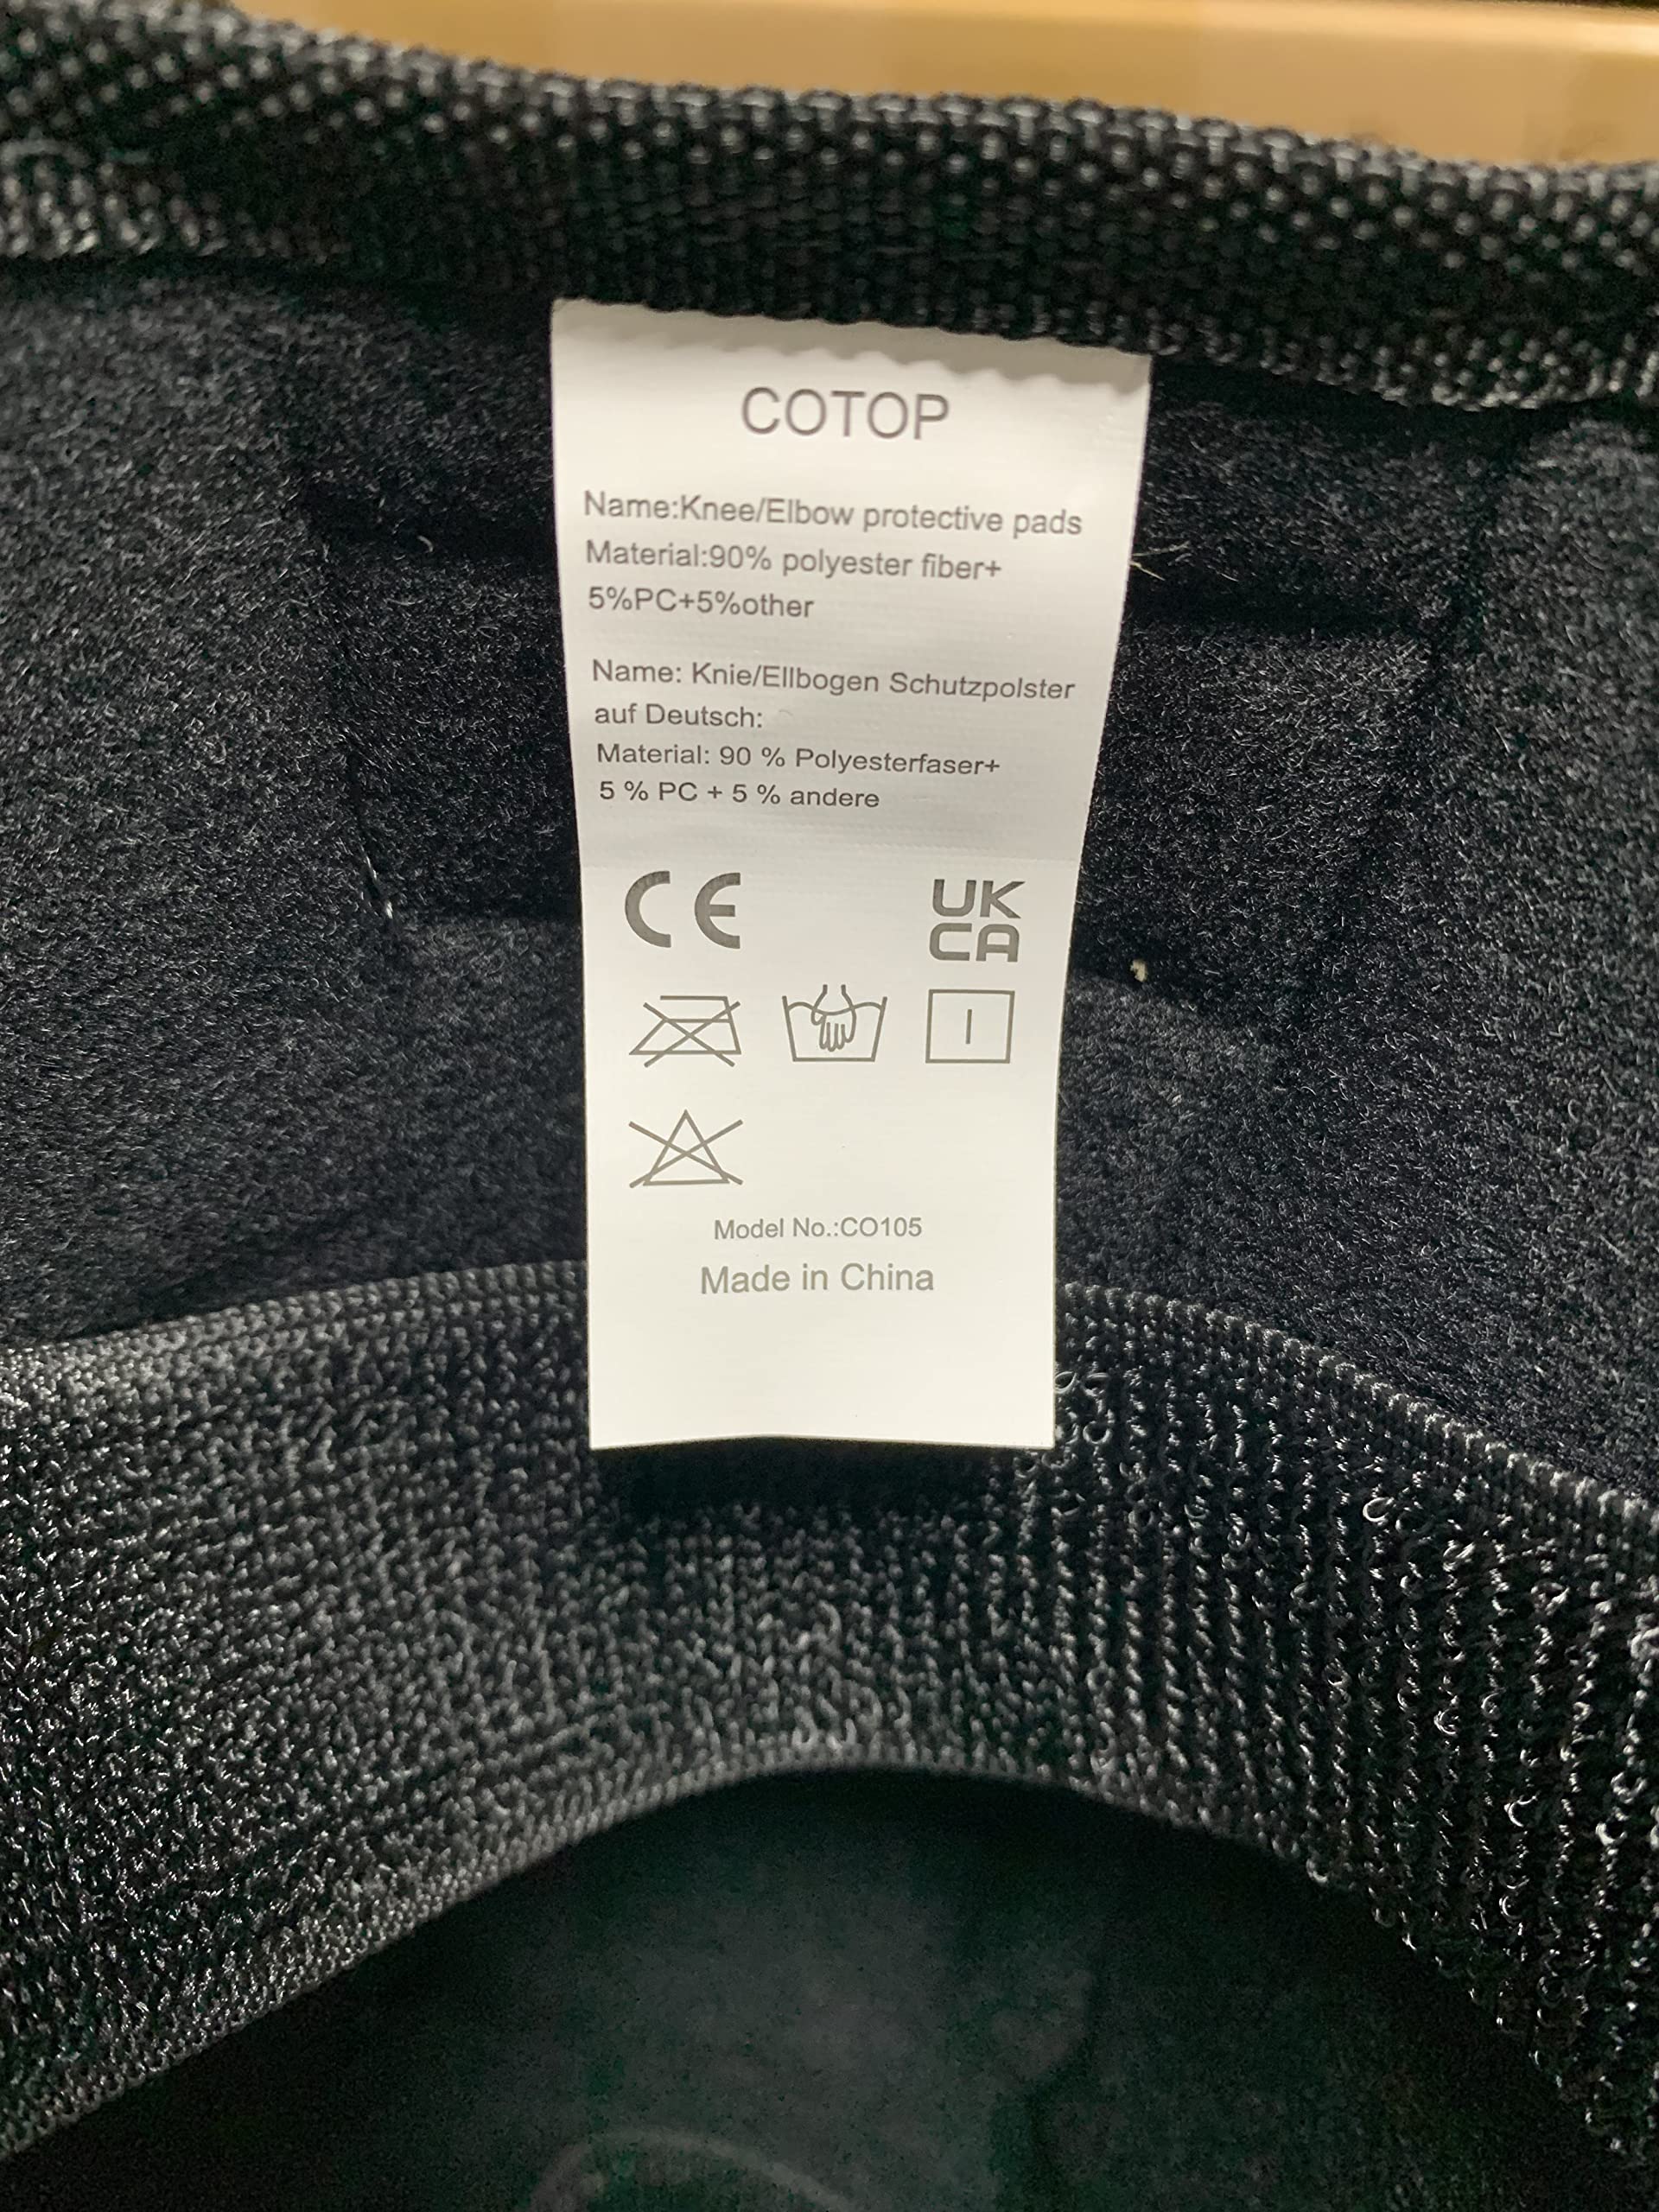 COTOP
Name:Knee/Elbow protective pads
Material:90% polyester fiber+
5%PC+5%other
Name: Knie/Ellbogen Schutzpolster
auf Deutsch:
Material: 90 % Polyesterfaser+
5 % PC + 5 % andere
CE
UK
CA
Model No.:CO105
Made in China